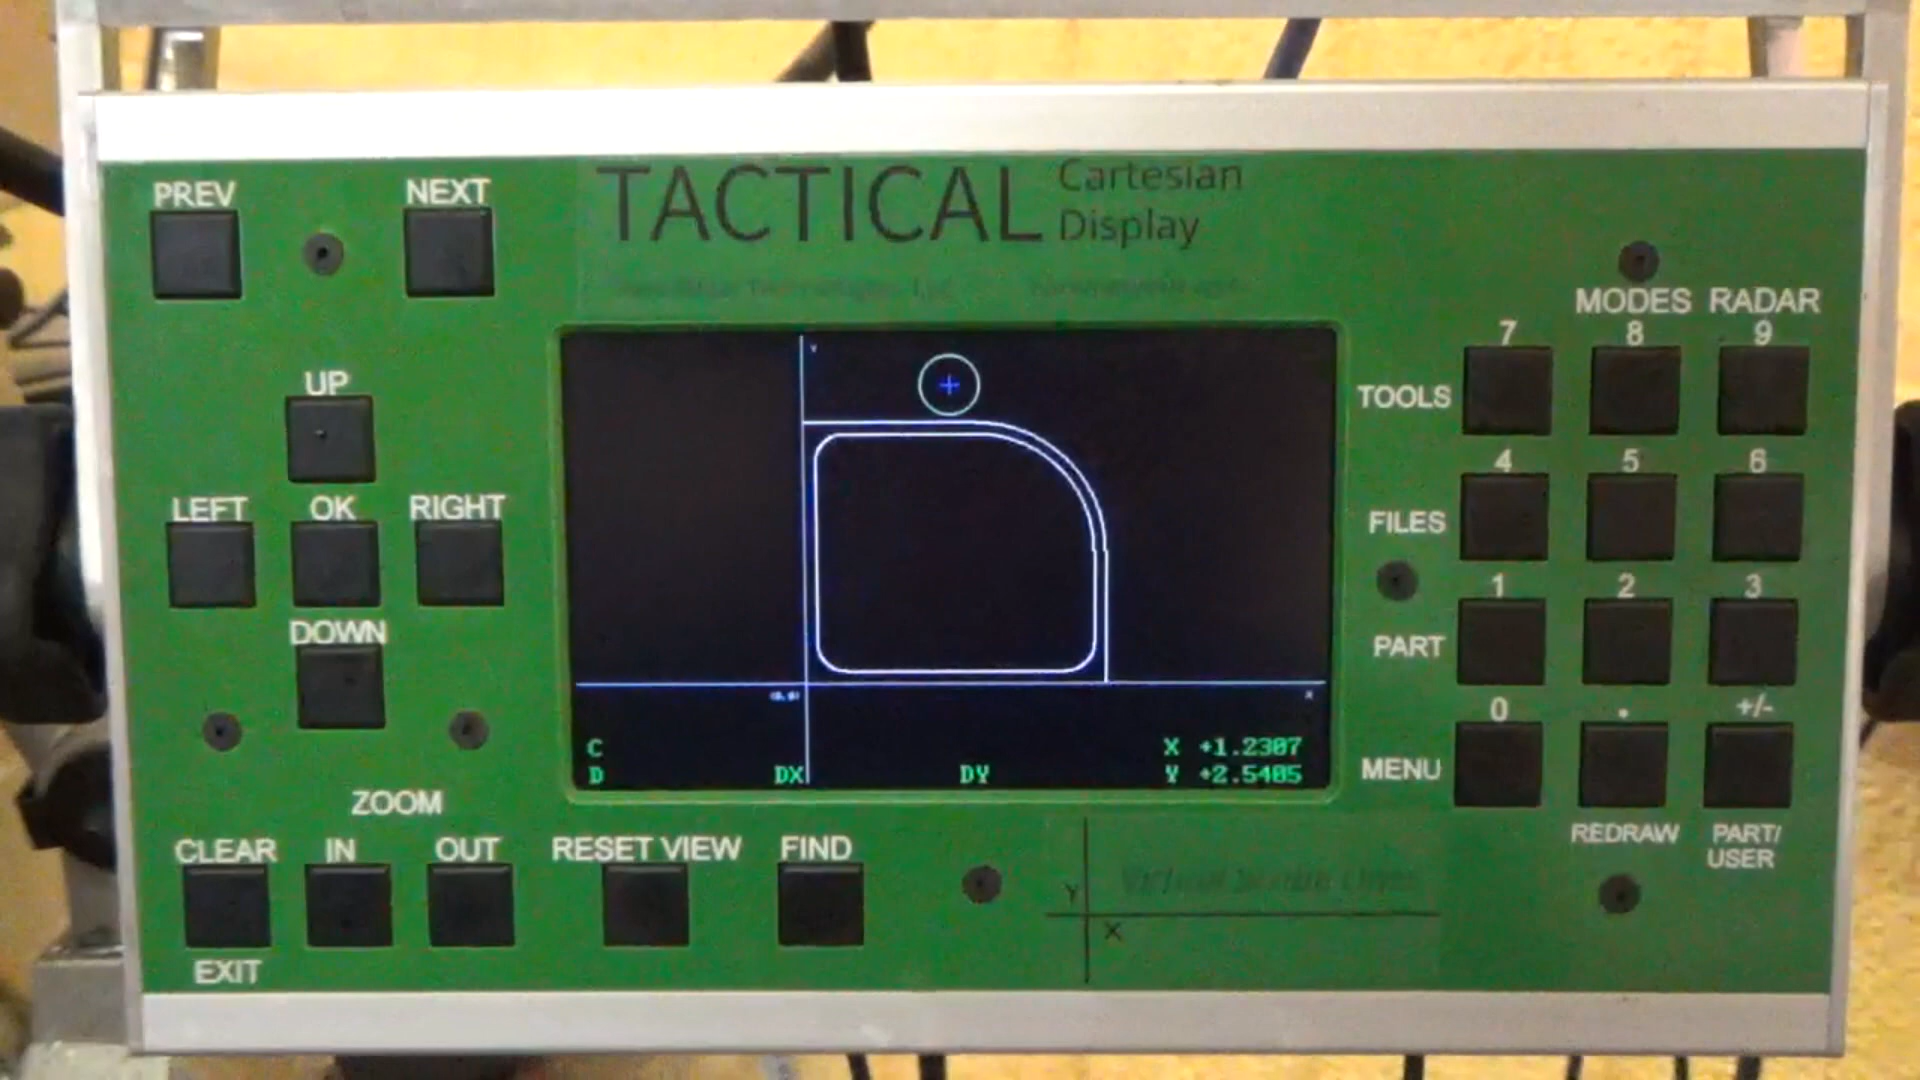 TACTICAL Cartesian
Display
PREV NEXT
UP
LEFT OK RIGHT
DOWN
ZOOM
CLEAR IN OUT RESET VIEW FIND
EXIT
Y
X
C
D DX DY
X +1.2307
Y +2.5405
MODES RADAR
7 8 9
TOOLS
4 5 6
FILES
1 2 3
PART
0 . +/-
MENU
REDRAW PART/
USER
Y
X